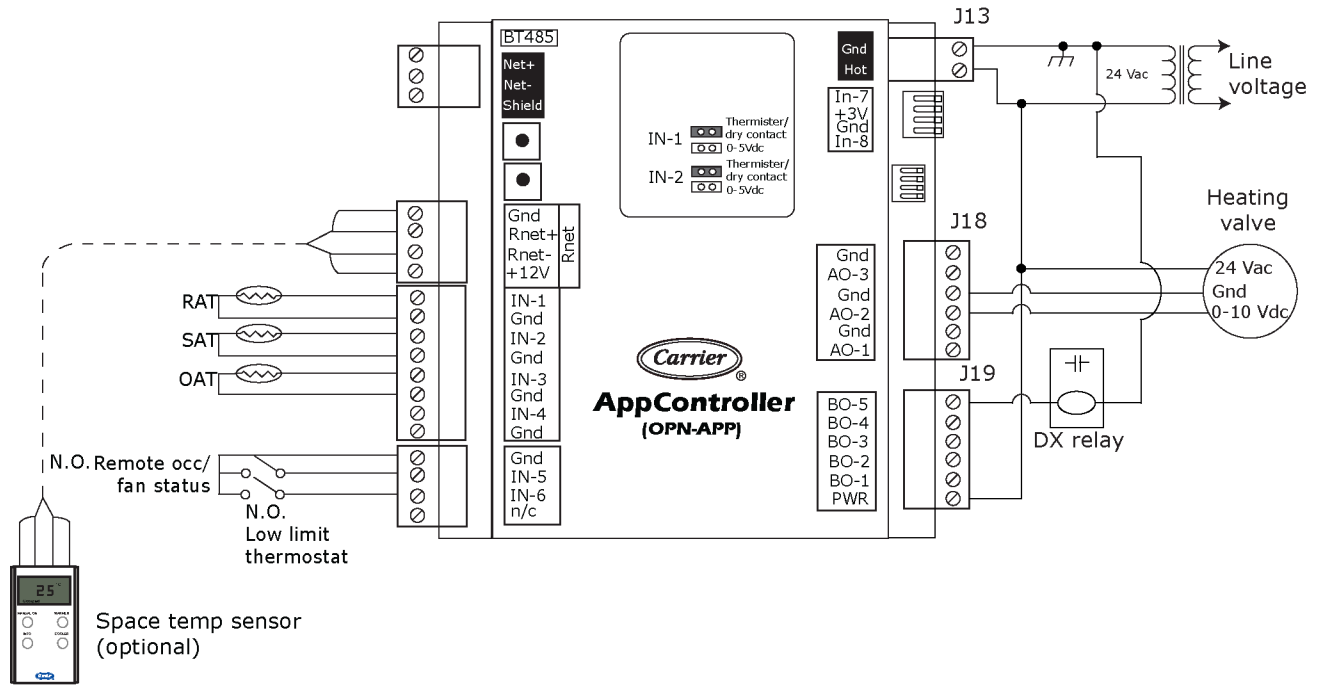 J13
BT485
Net+
Net-
Shield
Gnd
Hot
24 Vac
Line
voltage
In-7
+3V
Gnd
In-8
IN-1
Thermister/
dry contact
0-5Vdc
IN-2
Thermister/
dry contact
0-5Vdc
Heating
valve
J18
Gnd
Rnet+
Rnet-
+12V
Rnet
Gnd
AO-3
Gnd
AO-2
Gnd
AO-1
24 Vac
Gnd
0-10 Vdc
RAT
SAT
OAT
IN-1
Gnd
IN-2
Gnd
IN-3
Gnd
IN-4
Gnd
Carrier
®
AppController
(OPN-APP)
J19
BO-5
BO-4
BO-3
BO-2
BO-1
PWR
DX relay
N.O. Remote occ/
fan status
Gnd
IN-5
IN-6
n/c
N.O.
Low limit
thermostat
25
Space temp sensor
(optional)